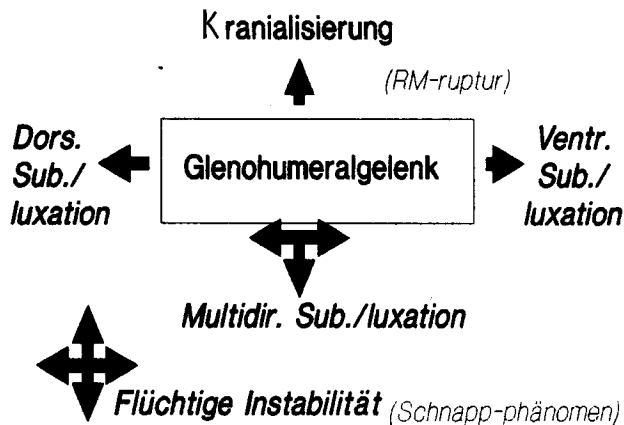 Kranialisierung
(RM-ruptur)
Dors.
Sub./
luxation
Glenohumeralgelenk
Ventr.
Sub./
luxation
Multidir. Sub./luxation
Flüchtige Instabilität (Schnapp-phänomen)